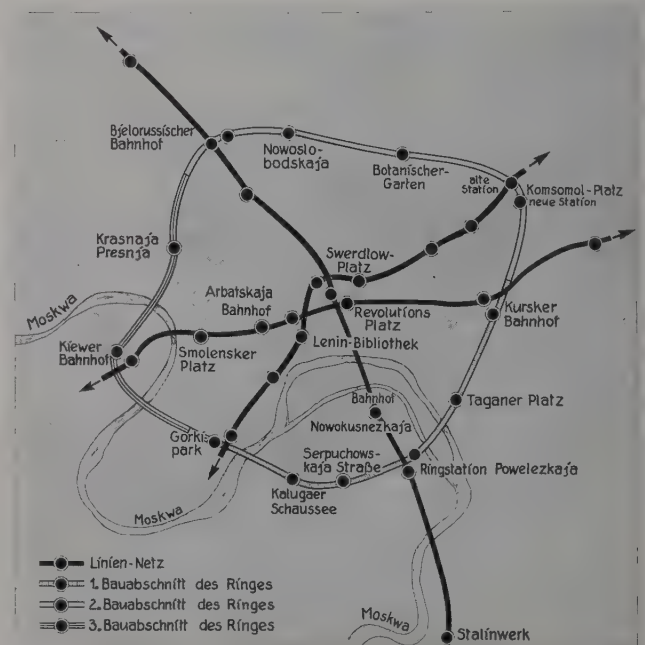 Bjelorussischer
Bahnhof
Nowoslo-
bodskaja
Botanischer-
Garten
alte
Station
Komsomol-Platz
neue Station
Krasnaja
Presnja
Swerdlow-
Platz
Arbatskaja
Bahnhof
Revolutions
Platz
Kursker
Bahnhof
Moskwa
Kiewer
Bahnhof
Smolensker
Platz
Lenin-Bibliothek
Bahnhof
Nowokusnezkaja
Taganer Platz
Gorki-
park
Serpuchows-
kaja Straße
Ringstation Powelezkaja
Kalugaer
Schaussee
Moskwa
Moskwa
Stalinwerk
Linien-Netz
1. Bauabschnitt des Ringes
2. Bauabschnitt des Ringes
3. Bauabschnitt des Ringes